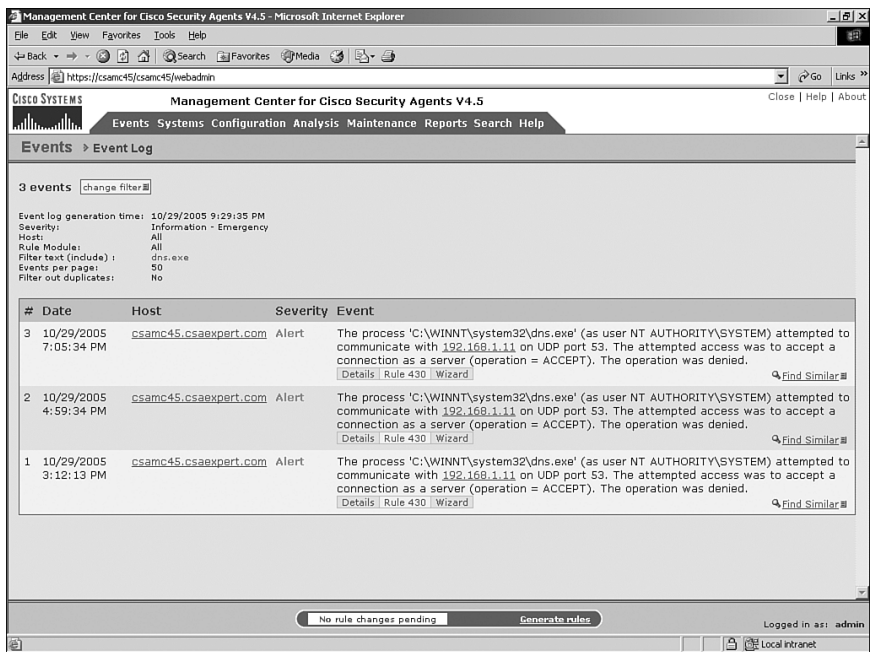 Management Center for Cisco Security Agents V4.5 - Microsoft Internet Explorer
File Edit View Favorites Tools Help
Back Search Favorites Media
Address https://csamc45/csamc45/webadmin Go Links »
CISCO SYSTEMS
Management Center for Cisco Security Agents V4.5
Close | Help | About
Events Systems Configuration Analysis Maintenance Reports Search Help
Events > Event Log
3 events change filter
Event log generation time: 10/29/2005 9:29:35 PM
Severity: Information - Emergency
Host: All
Rule Module: All
Filter text (include) : dns.exe
Events per page: 50
Filter out duplicates: No
# Date Host Severity Event
3 10/29/2005 7:05:34 PM csamc45.csaexpert.com Alert The process 'C:\WINNT\system32\dns.exe' (as user NT AUTHORITY\SYSTEM) attempted to
communicate with 192.168.1.11 on UDP port 53. The attempted access was to accept a
connection as a server (operation = ACCEPT). The operation was denied.
Details Rule 430 Wizard Find Similar
2 10/29/2005 4:59:34 PM csamc45.csaexpert.com Alert The process 'C:\WINNT\system32\dns.exe' (as user NT AUTHORITY\SYSTEM) attempted to
communicate with 192.168.1.11 on UDP port 53. The attempted access was to accept a
connection as a server (operation = ACCEPT). The operation was denied.
Details Rule 430 Wizard Find Similar
1 10/29/2005 3:12:13 PM csamc45.csaexpert.com Alert The process 'C:\WINNT\system32\dns.exe' (as user NT AUTHORITY\SYSTEM) attempted to
communicate with 192.168.1.11 on UDP port 53. The attempted access was to accept a
connection as a server (operation = ACCEPT). The operation was denied.
Details Rule 430 Wizard Find Similar
No rule changes pending Generate rules
Logged in as: admin
Local intranet